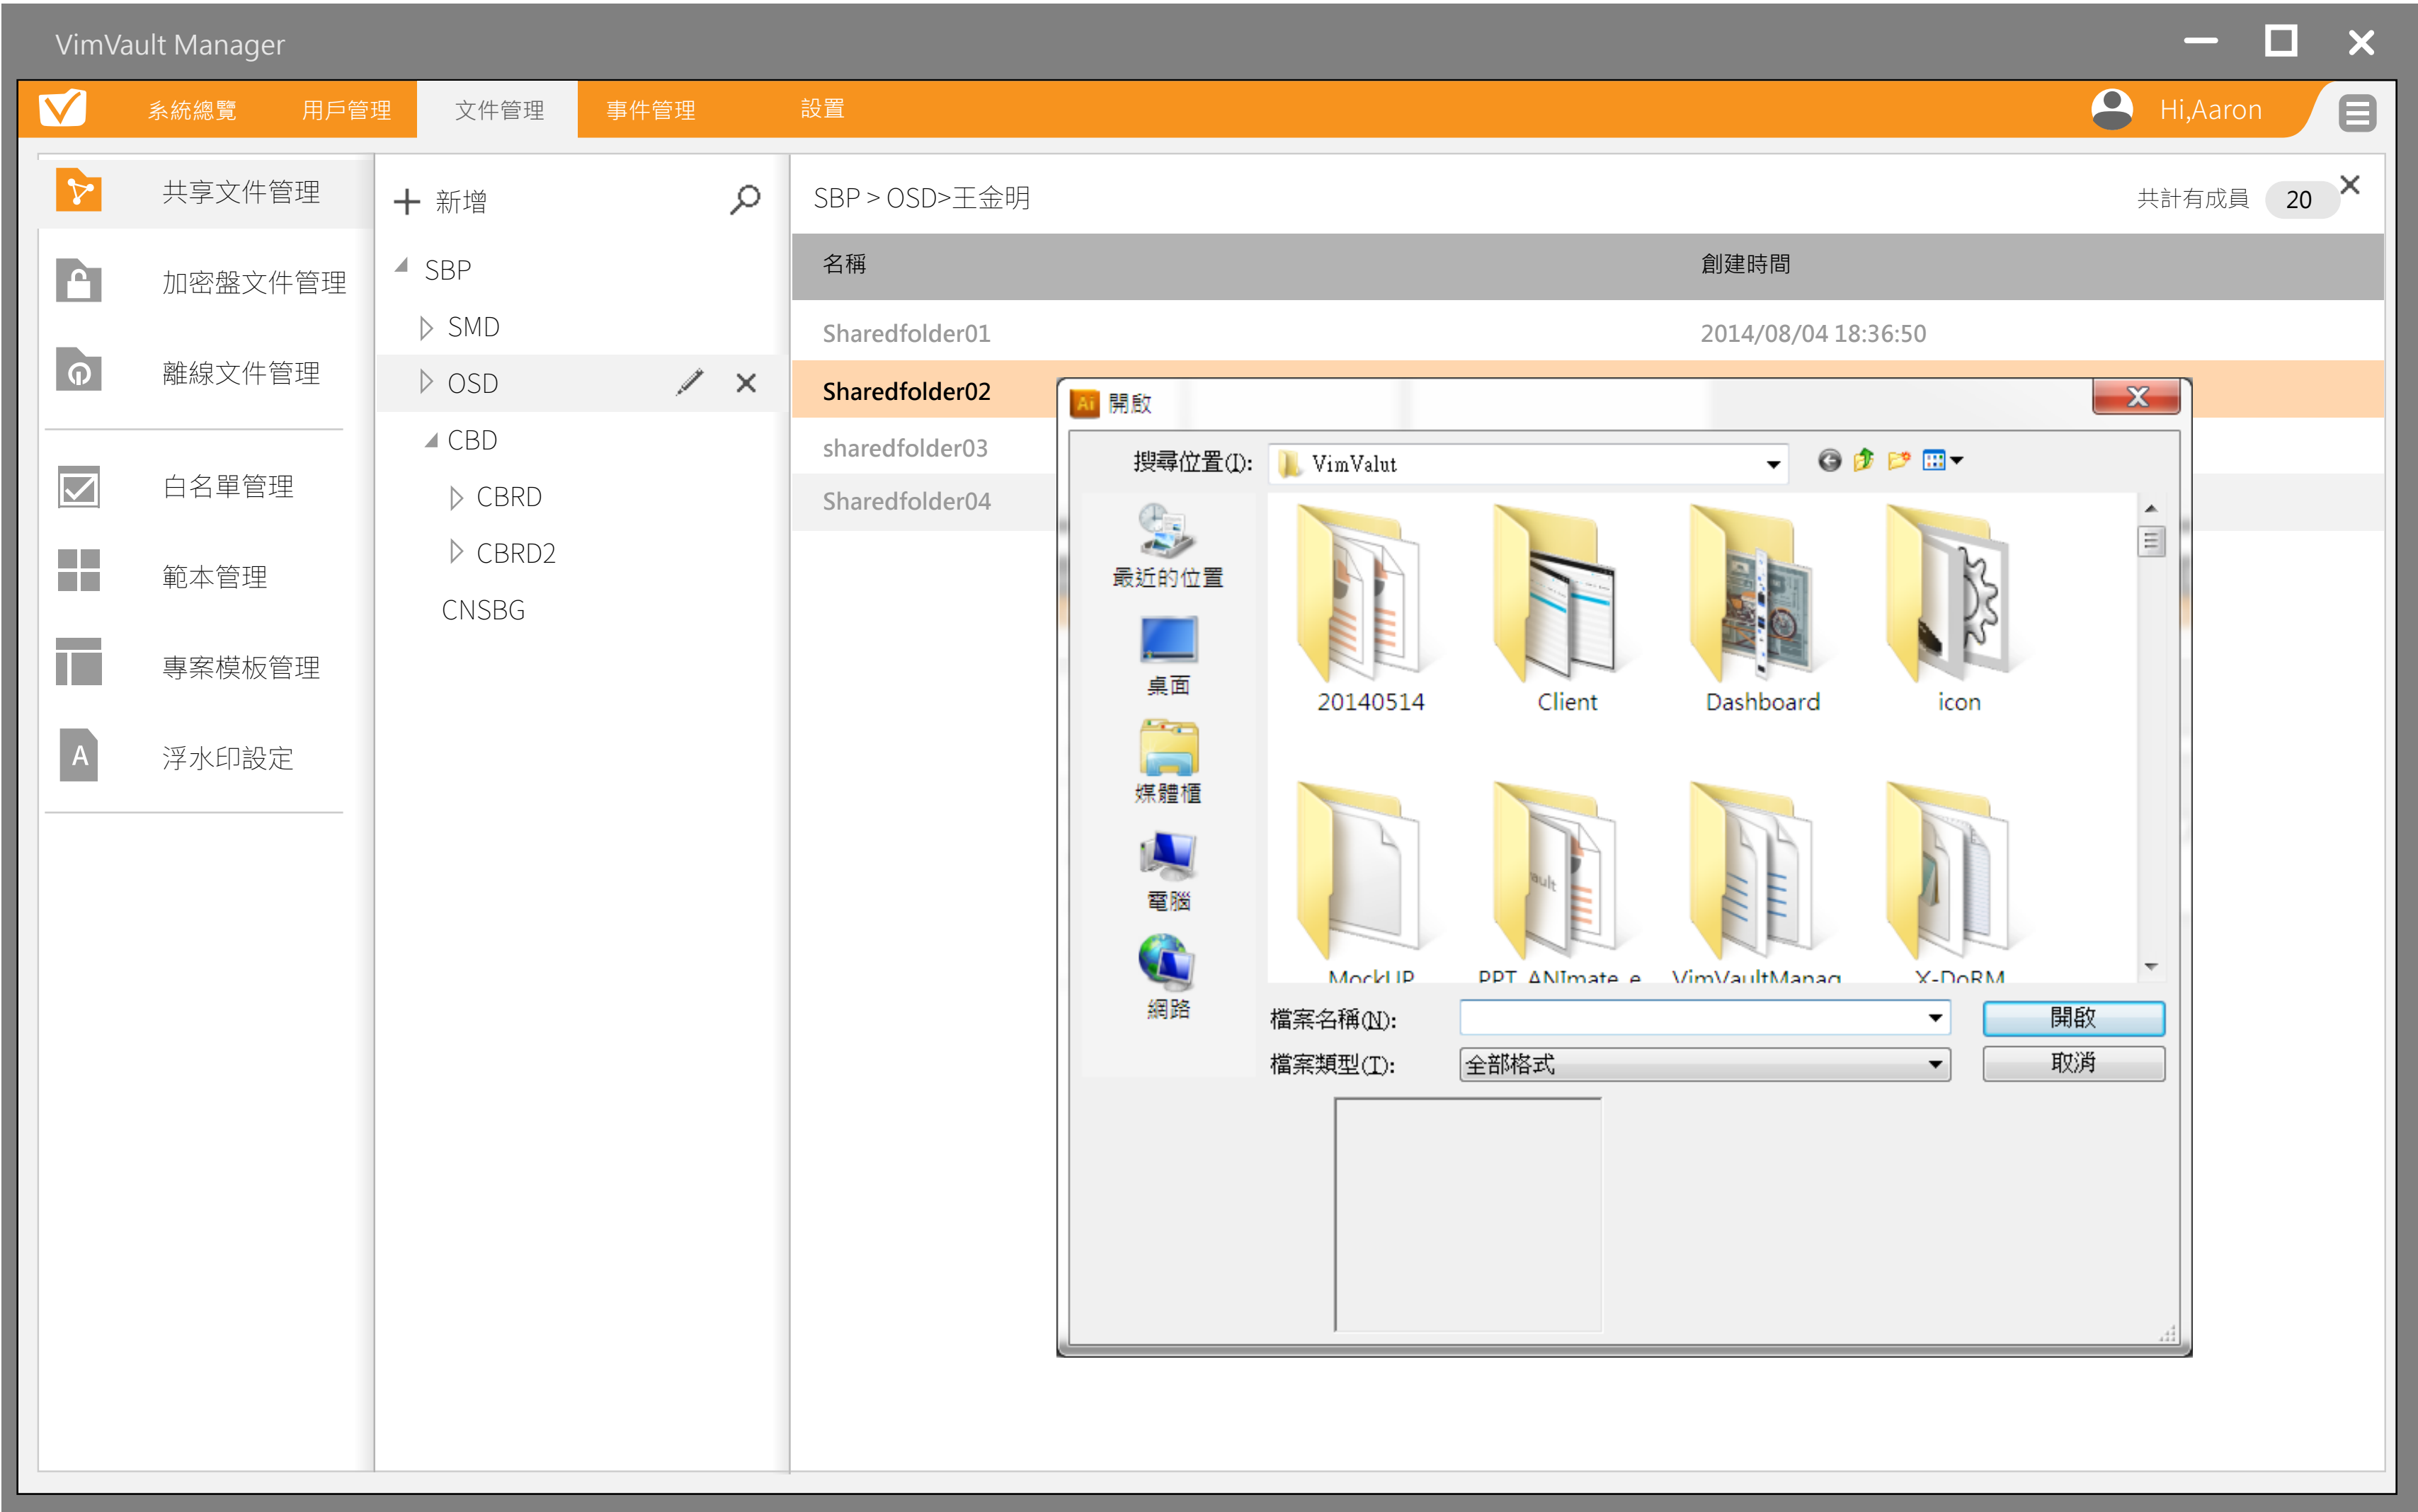 VimVault Manager
系統總覽 用戶管理 文件管理 事件管理 設置 Hi,Aaron
共享文件管理
加密盤文件管理
離線文件管理
白名單管理
範本管理
專案模板管理
A 浮水印設定
新增
SBP
SMD
OSD
CBD
CBRD
CBRD2
CNSBG
SBP > OSD>王金明 共計有成員 20
名稱 創建時間
Sharedfolder01 2014/08/04 18:36:50
Sharedfolder02
sharedfolder03
Sharedfolder04
Ai 開啟
搜尋位置(I): VimValut
最近的位置
桌面
媒體櫃
電腦
網路
20140514 Client Dashboard icon
MockUP PPT_ANImate_e VimVaultManag X-DoRM
檔案名稱(N): 開啟
檔案類型(T): 全部格式 取消